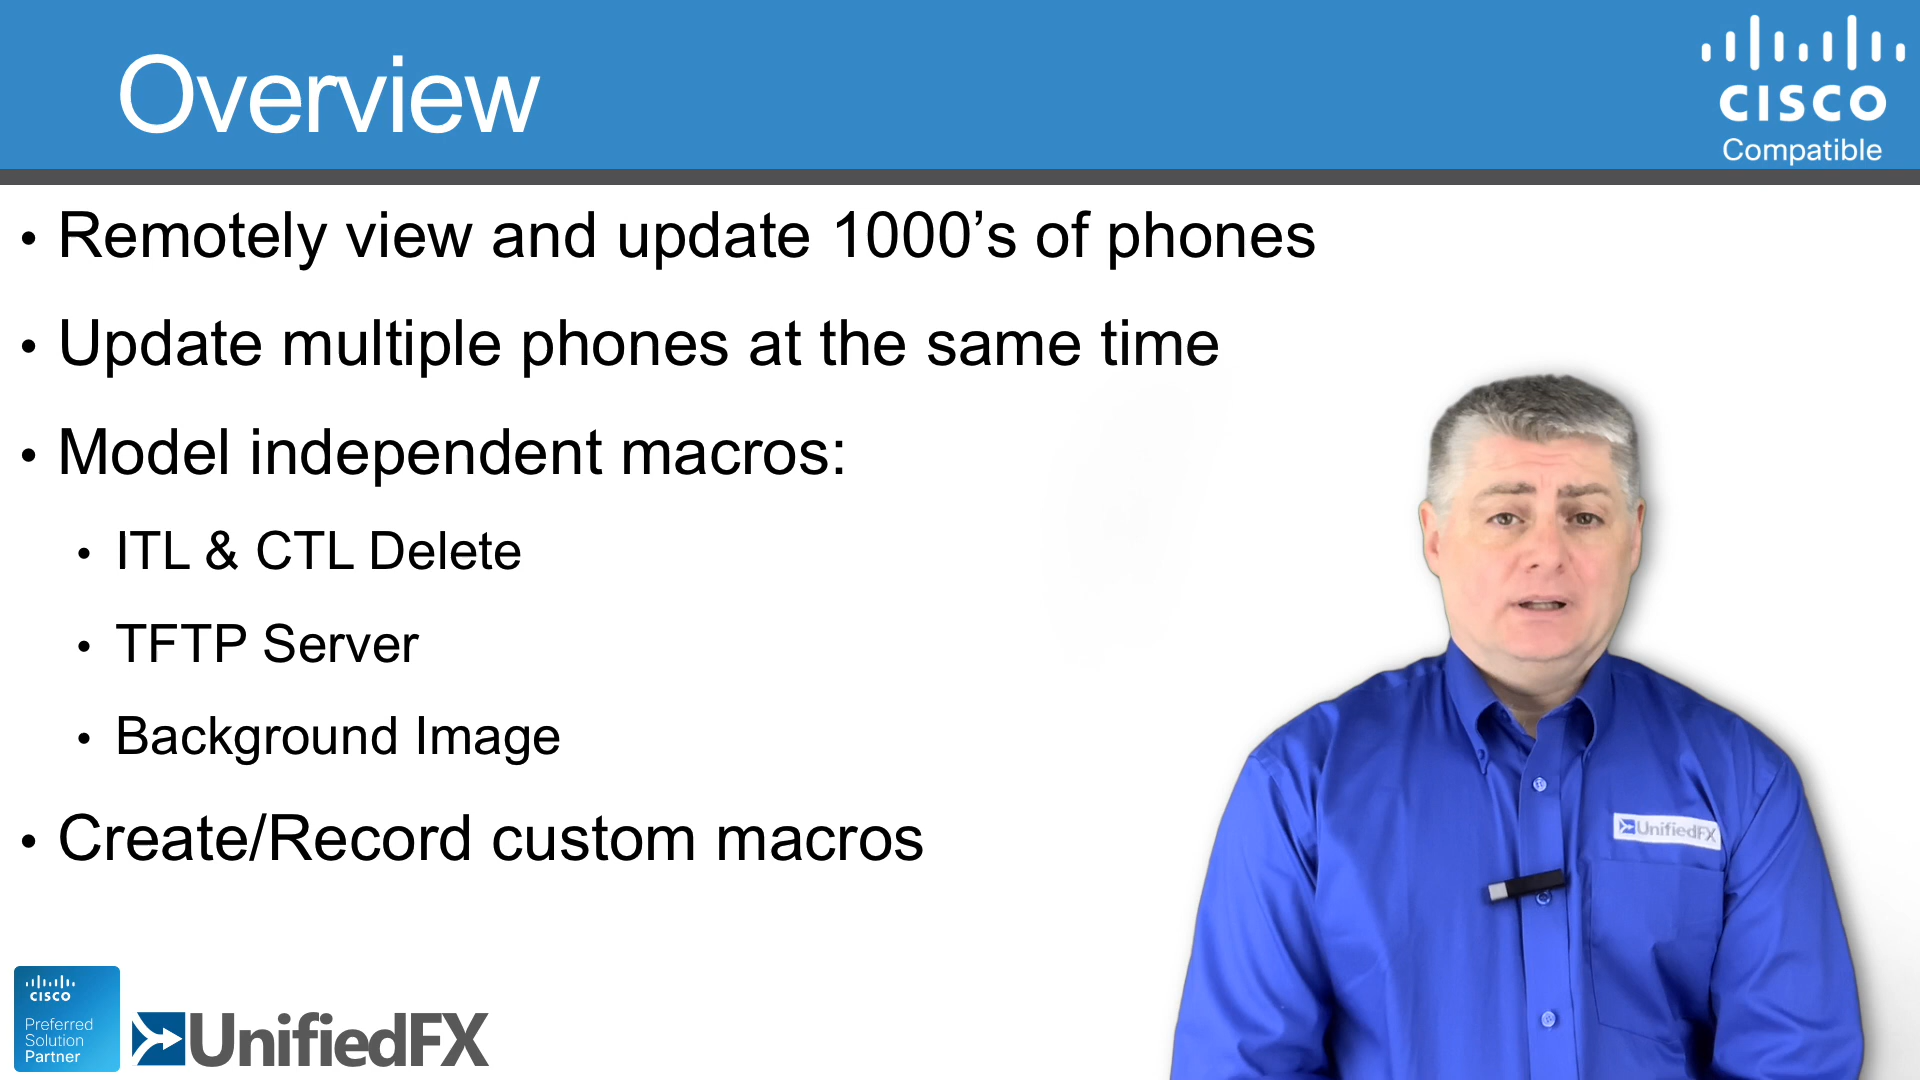 Overview
CISCO
Compatible
• Remotely view and update 1000’s of phones
• Update multiple phones at the same time
• Model independent macros:
• ITL & CTL Delete
• TFTP Server
• Background Image
• Create/Record custom macros
UnifiedFX
CISCO
Preferred
Solution
Partner
UnifiedFX